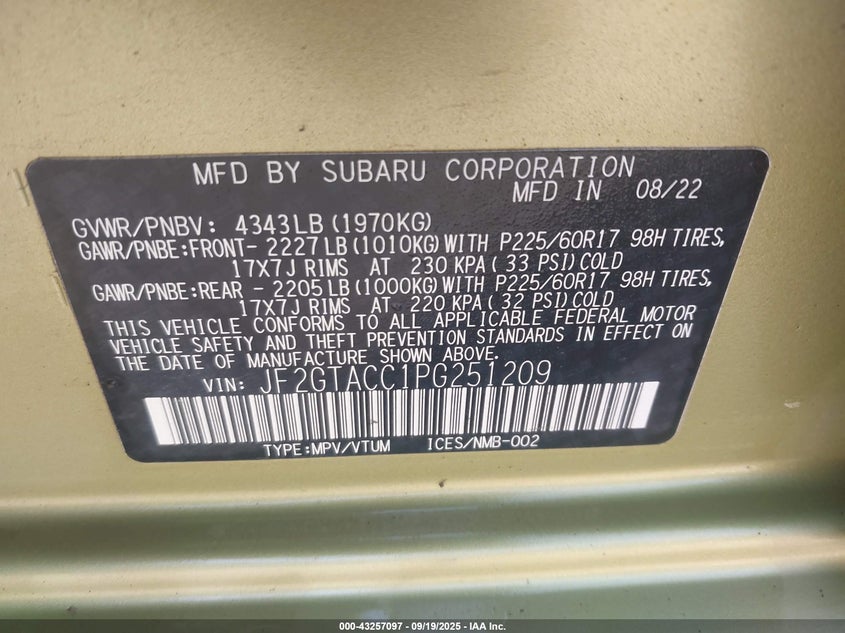 MFD BY SUBARU CORPORATION
MFD IN 08/22
GVWR/PNBV: 4343LB (1970KG)
GAWR/PNBE:FRONT- 2227LB (1010KG) WITH P225/60R17 98H TIRES,
17X7J RIMS AT 230 KPA ( 33 PSI) COLD
GAWR/PNBE:REAR - 2205LB (1000KG) WITH P225/60R17 98H TIRES,
17X7J RIMS AT 220 KPA ( 32 PSI) COLD
THIS VEHICLE CONFORMS TO ALL APPLICABLE FEDERAL MOTOR
VEHICLE SAFETY AND THEFT PREVENTION STANDARDS IN EFFECT ON
THE DATE OF MANUFACTURE SHOWN ABOVE.
VIN: JF2GTACC1PG251209
TYPE:MPV/VTUM ICES/NMB-002
000-43257097 - 09/19/2025 - IAA Inc.